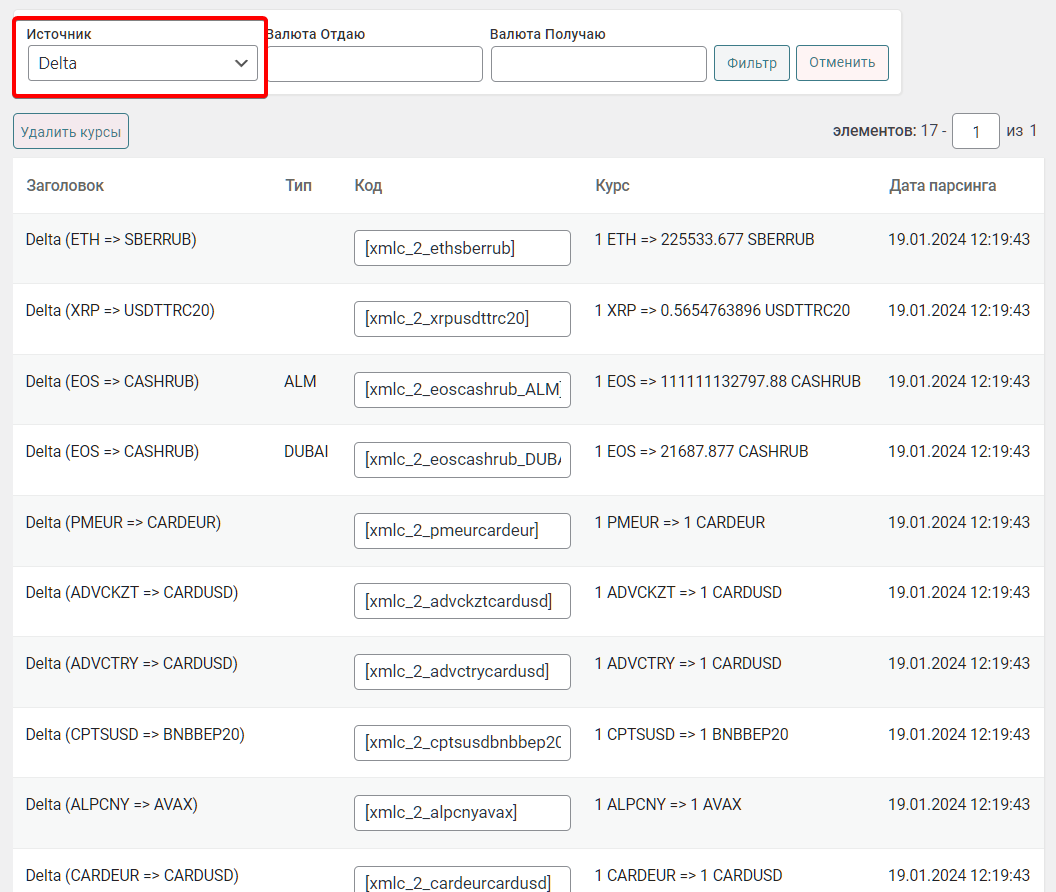 Источник Валюта Отдаю Валюта Получаю
Delta Фильтр Отменить
Удалить курсы элементов: 17 - 1 из 1
Заголовок Тип Код Курс Дата парсинга
Delta (ETH => SBERRUB) [xmlc_2_ethsberrub] 1 ETH => 225533.677 SBERRUB 19.01.2024 12:19:43
Delta (XRP => USDTTRC20) [xmlc_2_xrpusdttrc20] 1 XRP => 0.5654763896 USDTTRC20 19.01.2024 12:19:43
Delta (EOS => CASHRUB) ALM [xmlc_2_eoscashrub_ALM] 1 EOS => 111111132797.88 CASHRUB 19.01.2024 12:19:43
Delta (EOS => CASHRUB) DUBAI [xmlc_2_eoscashrub_DUBA 1 EOS => 21687.877 CASHRUB 19.01.2024 12:19:43
Delta (PMEUR => CARDEUR) [xmlc_2_pmeurcardeur] 1 PMEUR => 1 CARDEUR 19.01.2024 12:19:43
Delta (ADVCKZT => CARDUSD) [xmlc_2_advckztcardusd] 1 ADVCKZT => 1 CARDUSD 19.01.2024 12:19:43
Delta (ADVCTRY => CARDUSD) [xmlc_2_advctrycardusd] 1 ADVCTRY => 1 CARDUSD 19.01.2024 12:19:43
Delta (CPTSUSD => BNBBEP20) [xmlc_2_cptsusdbnbbep20 1 CPTSUSD => 1 BNBBEP20 19.01.2024 12:19:43
Delta (ALPCNY => AVAX) [xmlc_2_alpcnyavax] 1 ALPCNY => 1 AVAX 19.01.2024 12:19:43
Delta (CARDEUR => CARDUSD) [xmlc_2_cardeurcardusd] 1 CARDEUR => 1 CARDUSD 19.01.2024 12:19:43